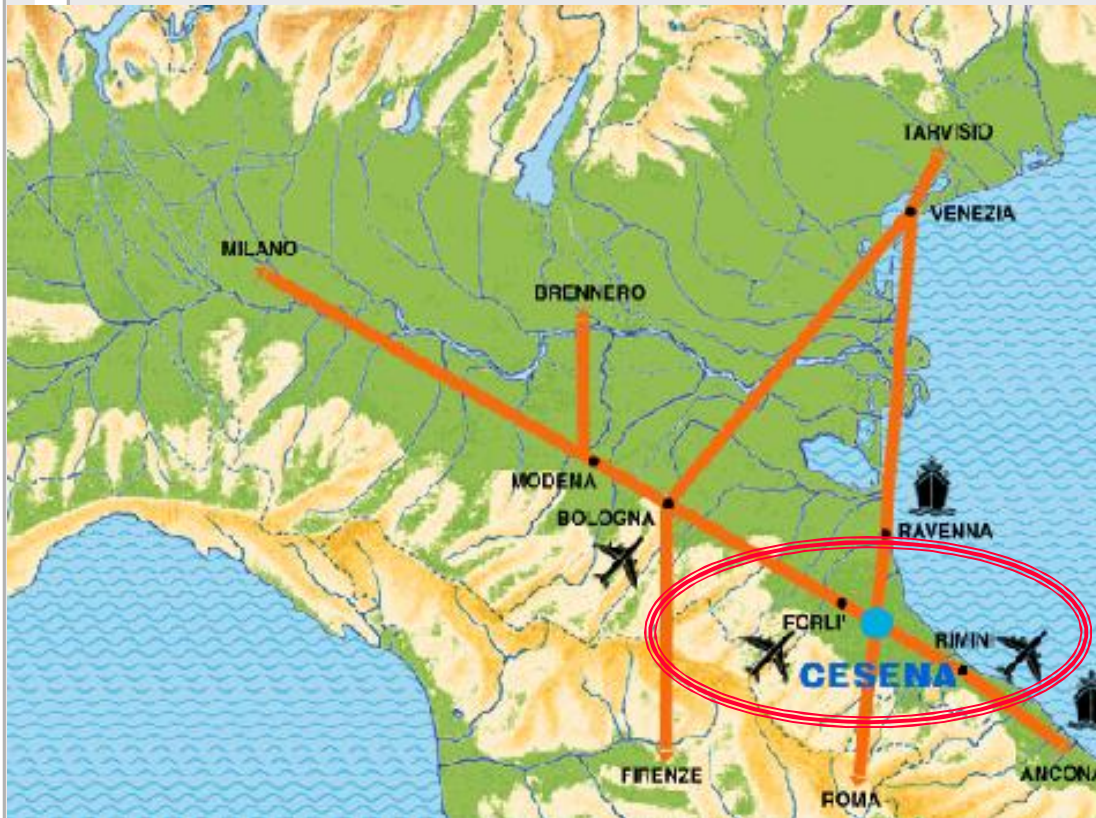 TARVISIO
VENEZIA
MILANO
BRENNERO
MODENA
BOLOGNA
RAVENNA
FORLI'
RIMIN
CESENA
FIRENZE
ANCONA
ROMA